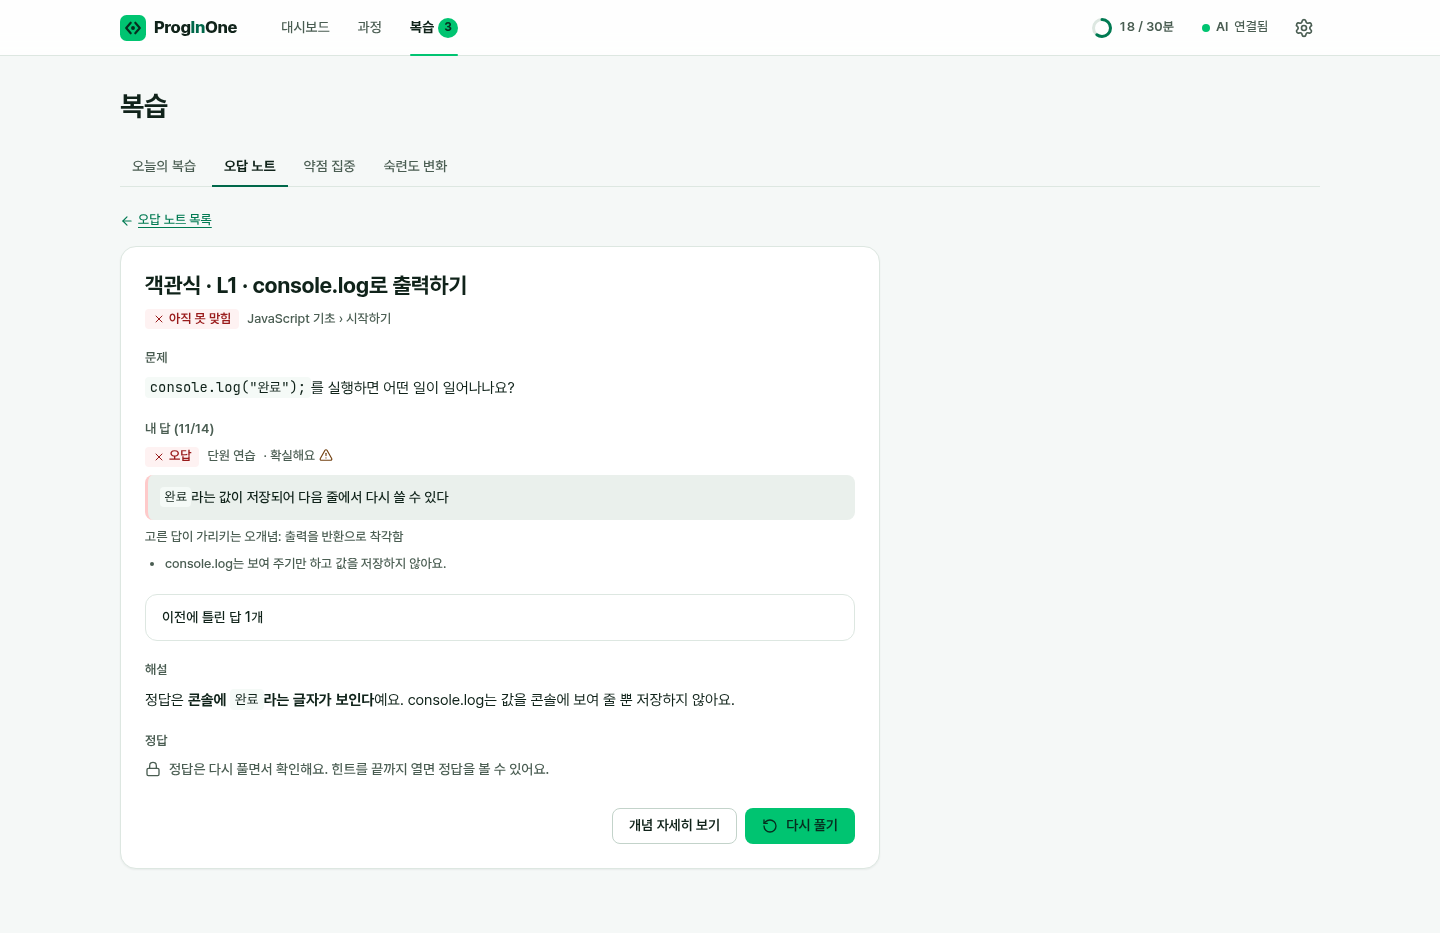 ProgInOne
대시보드
과정
복습 3
18 / 30분
AI 연결됨
복습
오늘의 복습
오답 노트
약점 집중
숙련도 변화
← 오답 노트 목록
객관식 · L1 · console.log로 출력하기
× 아직 못 맞힘 JavaScript 기초 › 시작하기
문제
console.log("완료"); 를 실행하면 어떤 일이 일어나나요?
내 답 (11/14)
× 오답 단원 연습 · 확실해요
완료 라는 값이 저장되어 다음 줄에서 다시 쓸 수 있다
고른 답이 가리키는 오개념: 출력을 반환으로 착각함
• console.log는 보여 주기만 하고 값을 저장하지 않아요.
이전에 틀린 답 1개
해설
정답은 콘솔에 완료 라는 글자가 보인다예요. console.log는 값을 콘솔에 보여 줄 뿐 저장하지 않아요.
정답
정답은 다시 풀면서 확인해요. 힌트를 끝까지 열면 정답을 볼 수 있어요.
개념 자세히 보기
다시 풀기